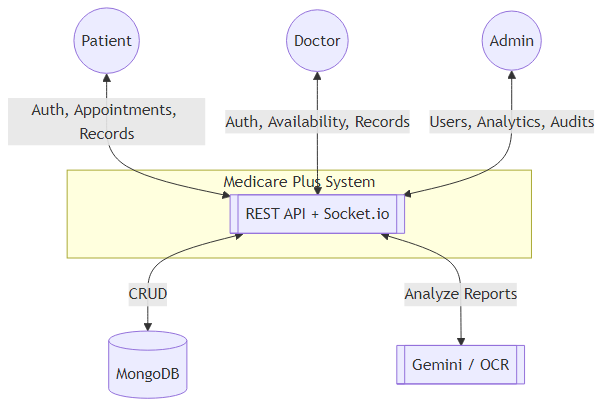 Patient
Doctor
Admin
Auth, Appointments,
Records
Auth, Availability, Records
Users, Analytics, Audits
Medicare Plus System
REST API + Socket.io
CRUD
Analyze Reports
MongoDB
Gemini / OCR